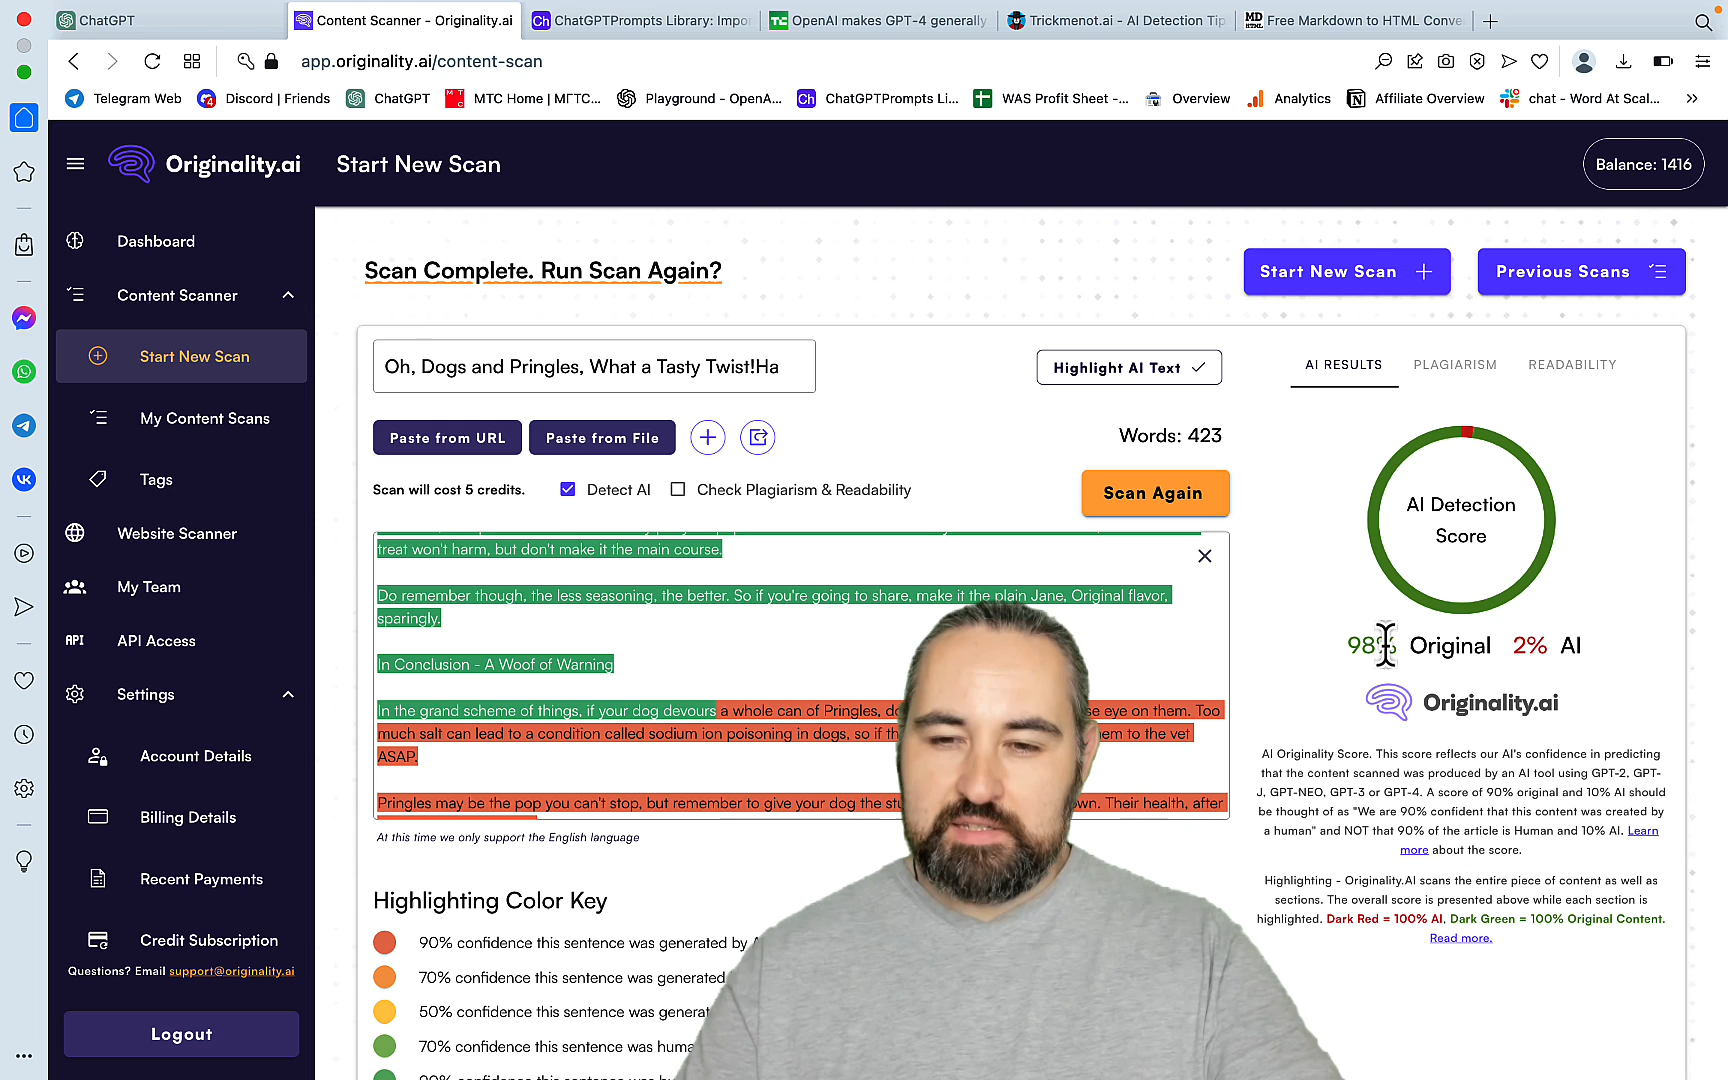 ChatGPT
Content Scanner - Originality.ai
ChatGPTPrompts Library: Impo
OpenAI makes GPT-4 generally
Trickmenot.ai - AI Detection Tip
Free Markdown to HTML Conve
app.originality.ai/content-scan
Telegram Web
Discord | Friends
ChatGPT
MTC Home | МГТС...
Playground - OpenA...
ChatGPTPrompts Li...
WAS Profit Sheet -...
Overview
Analytics
Affiliate Overview
chat - Word At Scal...
Originality.ai
Start New Scan
Balance: 1416
Dashboard
Content Scanner
Start New Scan
My Content Scans
Tags
Website Scanner
My Team
API
API Access
Settings
Account Details
Billing Details
Recent Payments
Credit Subscription
Questions? Email support@originality.ai
Logout
Scan Complete. Run Scan Again?
Start New Scan
Previous Scans
Oh, Dogs and Pringles, What a Tasty Twist!Ha
Highlight AI Text
Paste from URL
Paste from File
Words: 423
Scan will cost 5 credits.
Detect AI
Check Plagiarism & Readability
Scan Again
treat won't harm, but don't make it the main course.
Do remember though, the less seasoning, the better. So if you're going to share, make it the plain Jane, Original flavor,
sparingly.
In Conclusion - A Woof of Warning
In the grand scheme of things, if your dog devours a whole can of Pringles, se eye on them. Too
much salt can lead to a condition called sodium ion poisoning in dogs, so if th em to the vet
ASAP.
Pringles may be the pop you can't stop, but remember to give your dog the wn. Their health, after
At this time we only support the English language
Highlighting Color Key
90% confidence this sentence was generated by
70% confidence this sentence was generated
50% confidence this sentence was generat
70% confidence this sentence was huma
AI RESULTS
PLAGIARISM
READABILITY
AI Detection
Score
98% Original 2% AI
Originality.ai
AI Originality Score. This score reflects our AI's confidence in predicting
that the content scanned was produced by an AI tool using GPT-2, GPT-
J, GPT-NEO, GPT-3 or GPT-4. A score of 90% original and 10% AI should
be thought of as "We are 90% confident that this content was created by
a human" and NOT that 90% of the article is Human and 10% AI. Learn
more about the score.
Highlighting - Originality.AI scans the entire piece of content as well as
sections. The overall score is presented above while each section is
highlighted. Dark Red = 100% AI, Dark Green = 100% Original Content.
Read more.